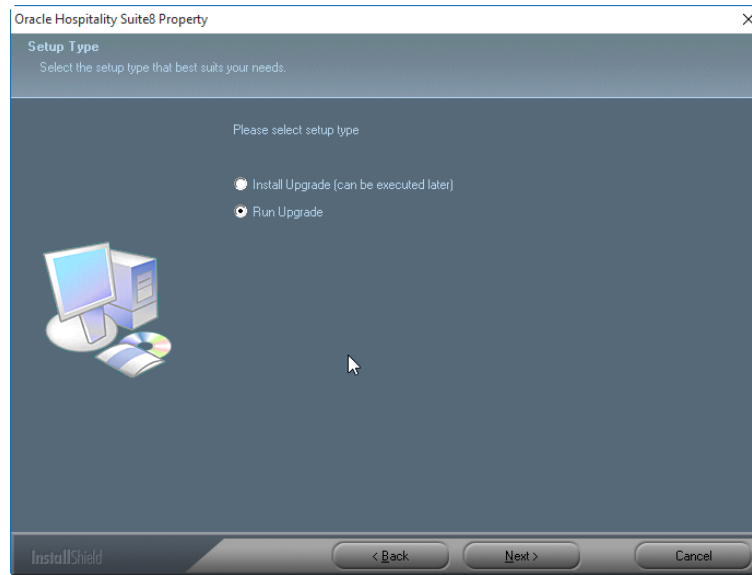 Oracle Hospitality Suite8 Property
Setup Type
Select the setup type that best suits your needs.
Please select setup type
Install Upgrade (can be executed later)
Run Upgrade
InstallShield
< Back
Next >
Cancel